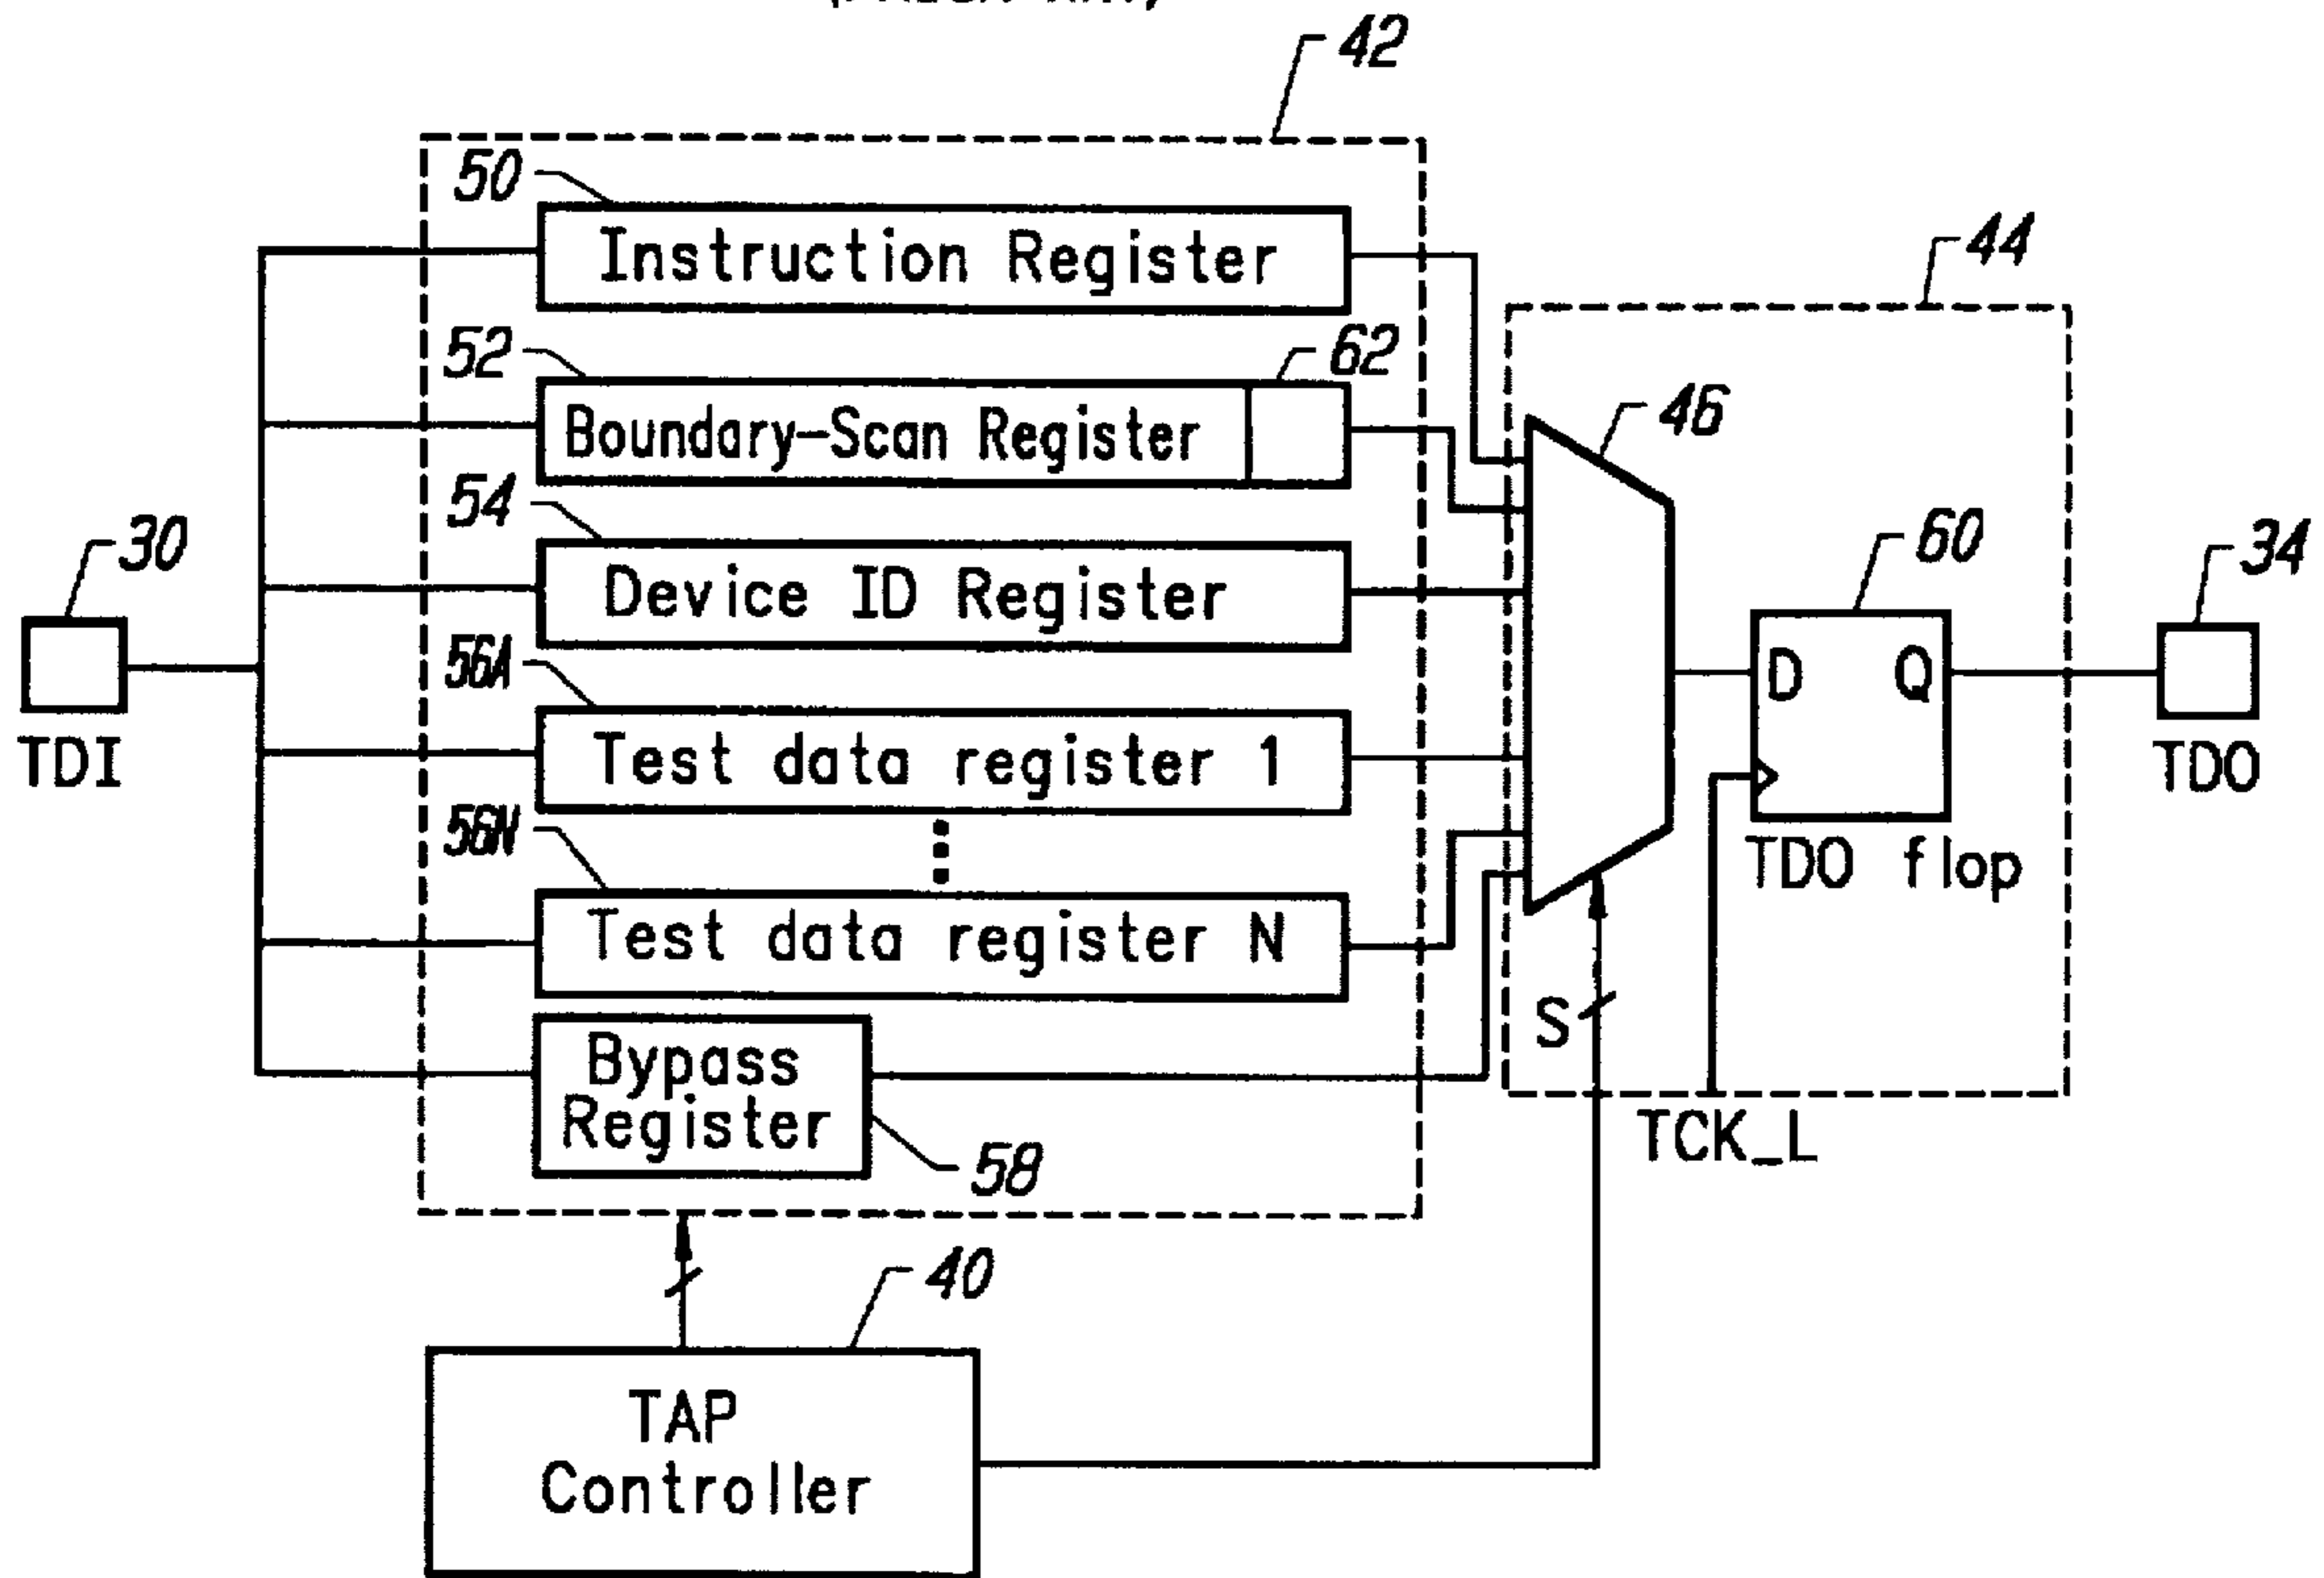 42
50
Instruction Register
44
52
62
Boundary-Scan Register
46
54
Device ID Register
30
60
34
56A
D Q
TDI
Test data register 1
TDO
56N
TDO flop
Test data register N
S
Bypass
Register
TCK_L
58
40
TAP
Controller